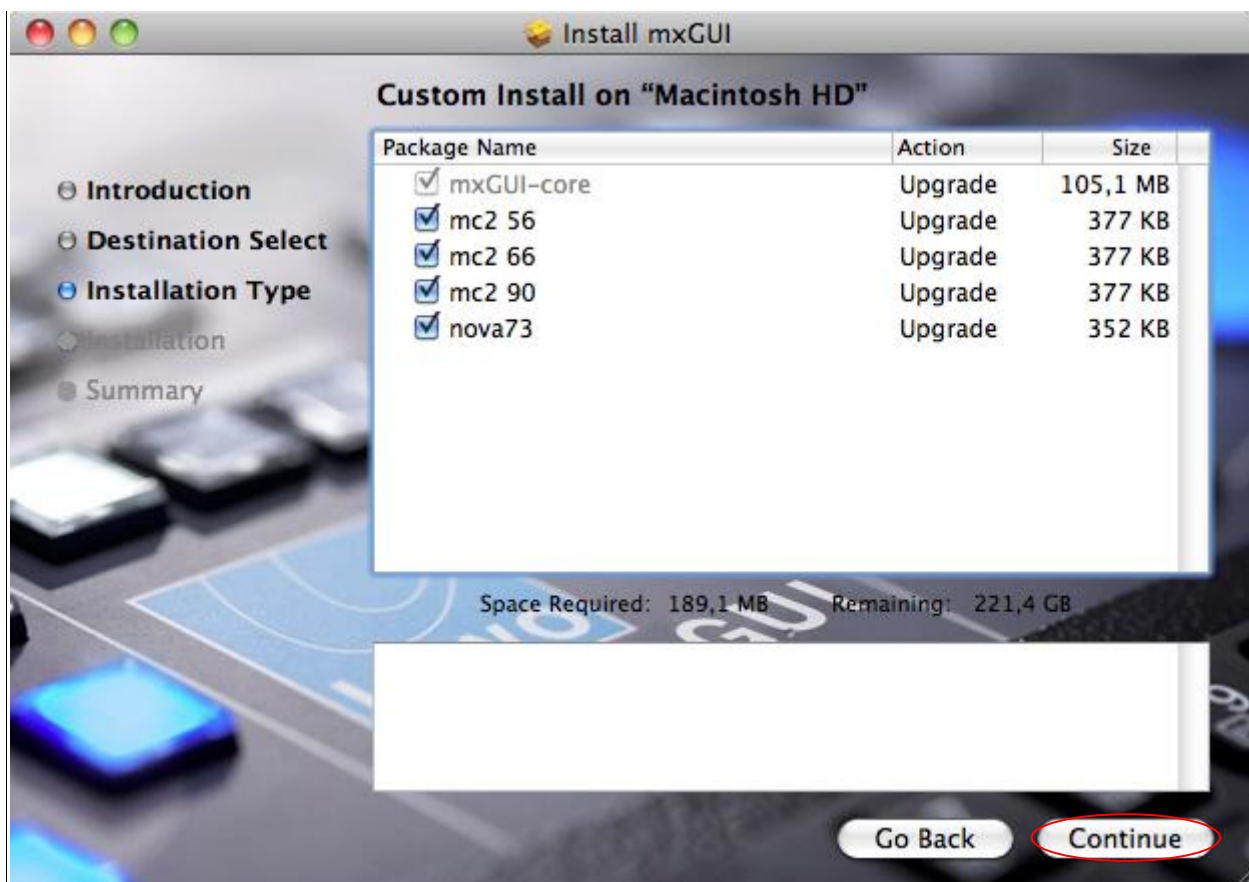 Install mxGUI
Custom Install on “Macintosh HD”
Introduction
Destination Select
Installation Type
Installation
Summary
Package Name Action Size
mxGUI-core Upgrade 105,1 MB
mc2 56 Upgrade 377 KB
mc2 66 Upgrade 377 KB
mc2 90 Upgrade 377 KB
nova73 Upgrade 352 KB
Space Required: 189,1 MB Remaining: 221,4 GB
GUI
Go Back Continue